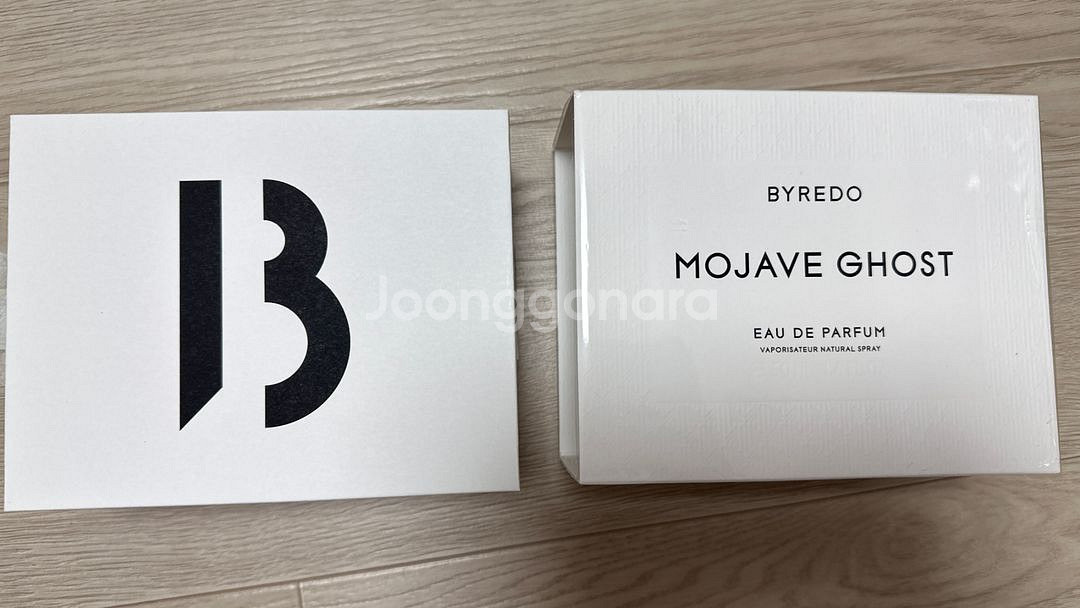 B
BYREDO
MOJAVE GHOST
EAU DE PARFUM
VAPORISATEUR NATURAL SPRAY
Joonggonara